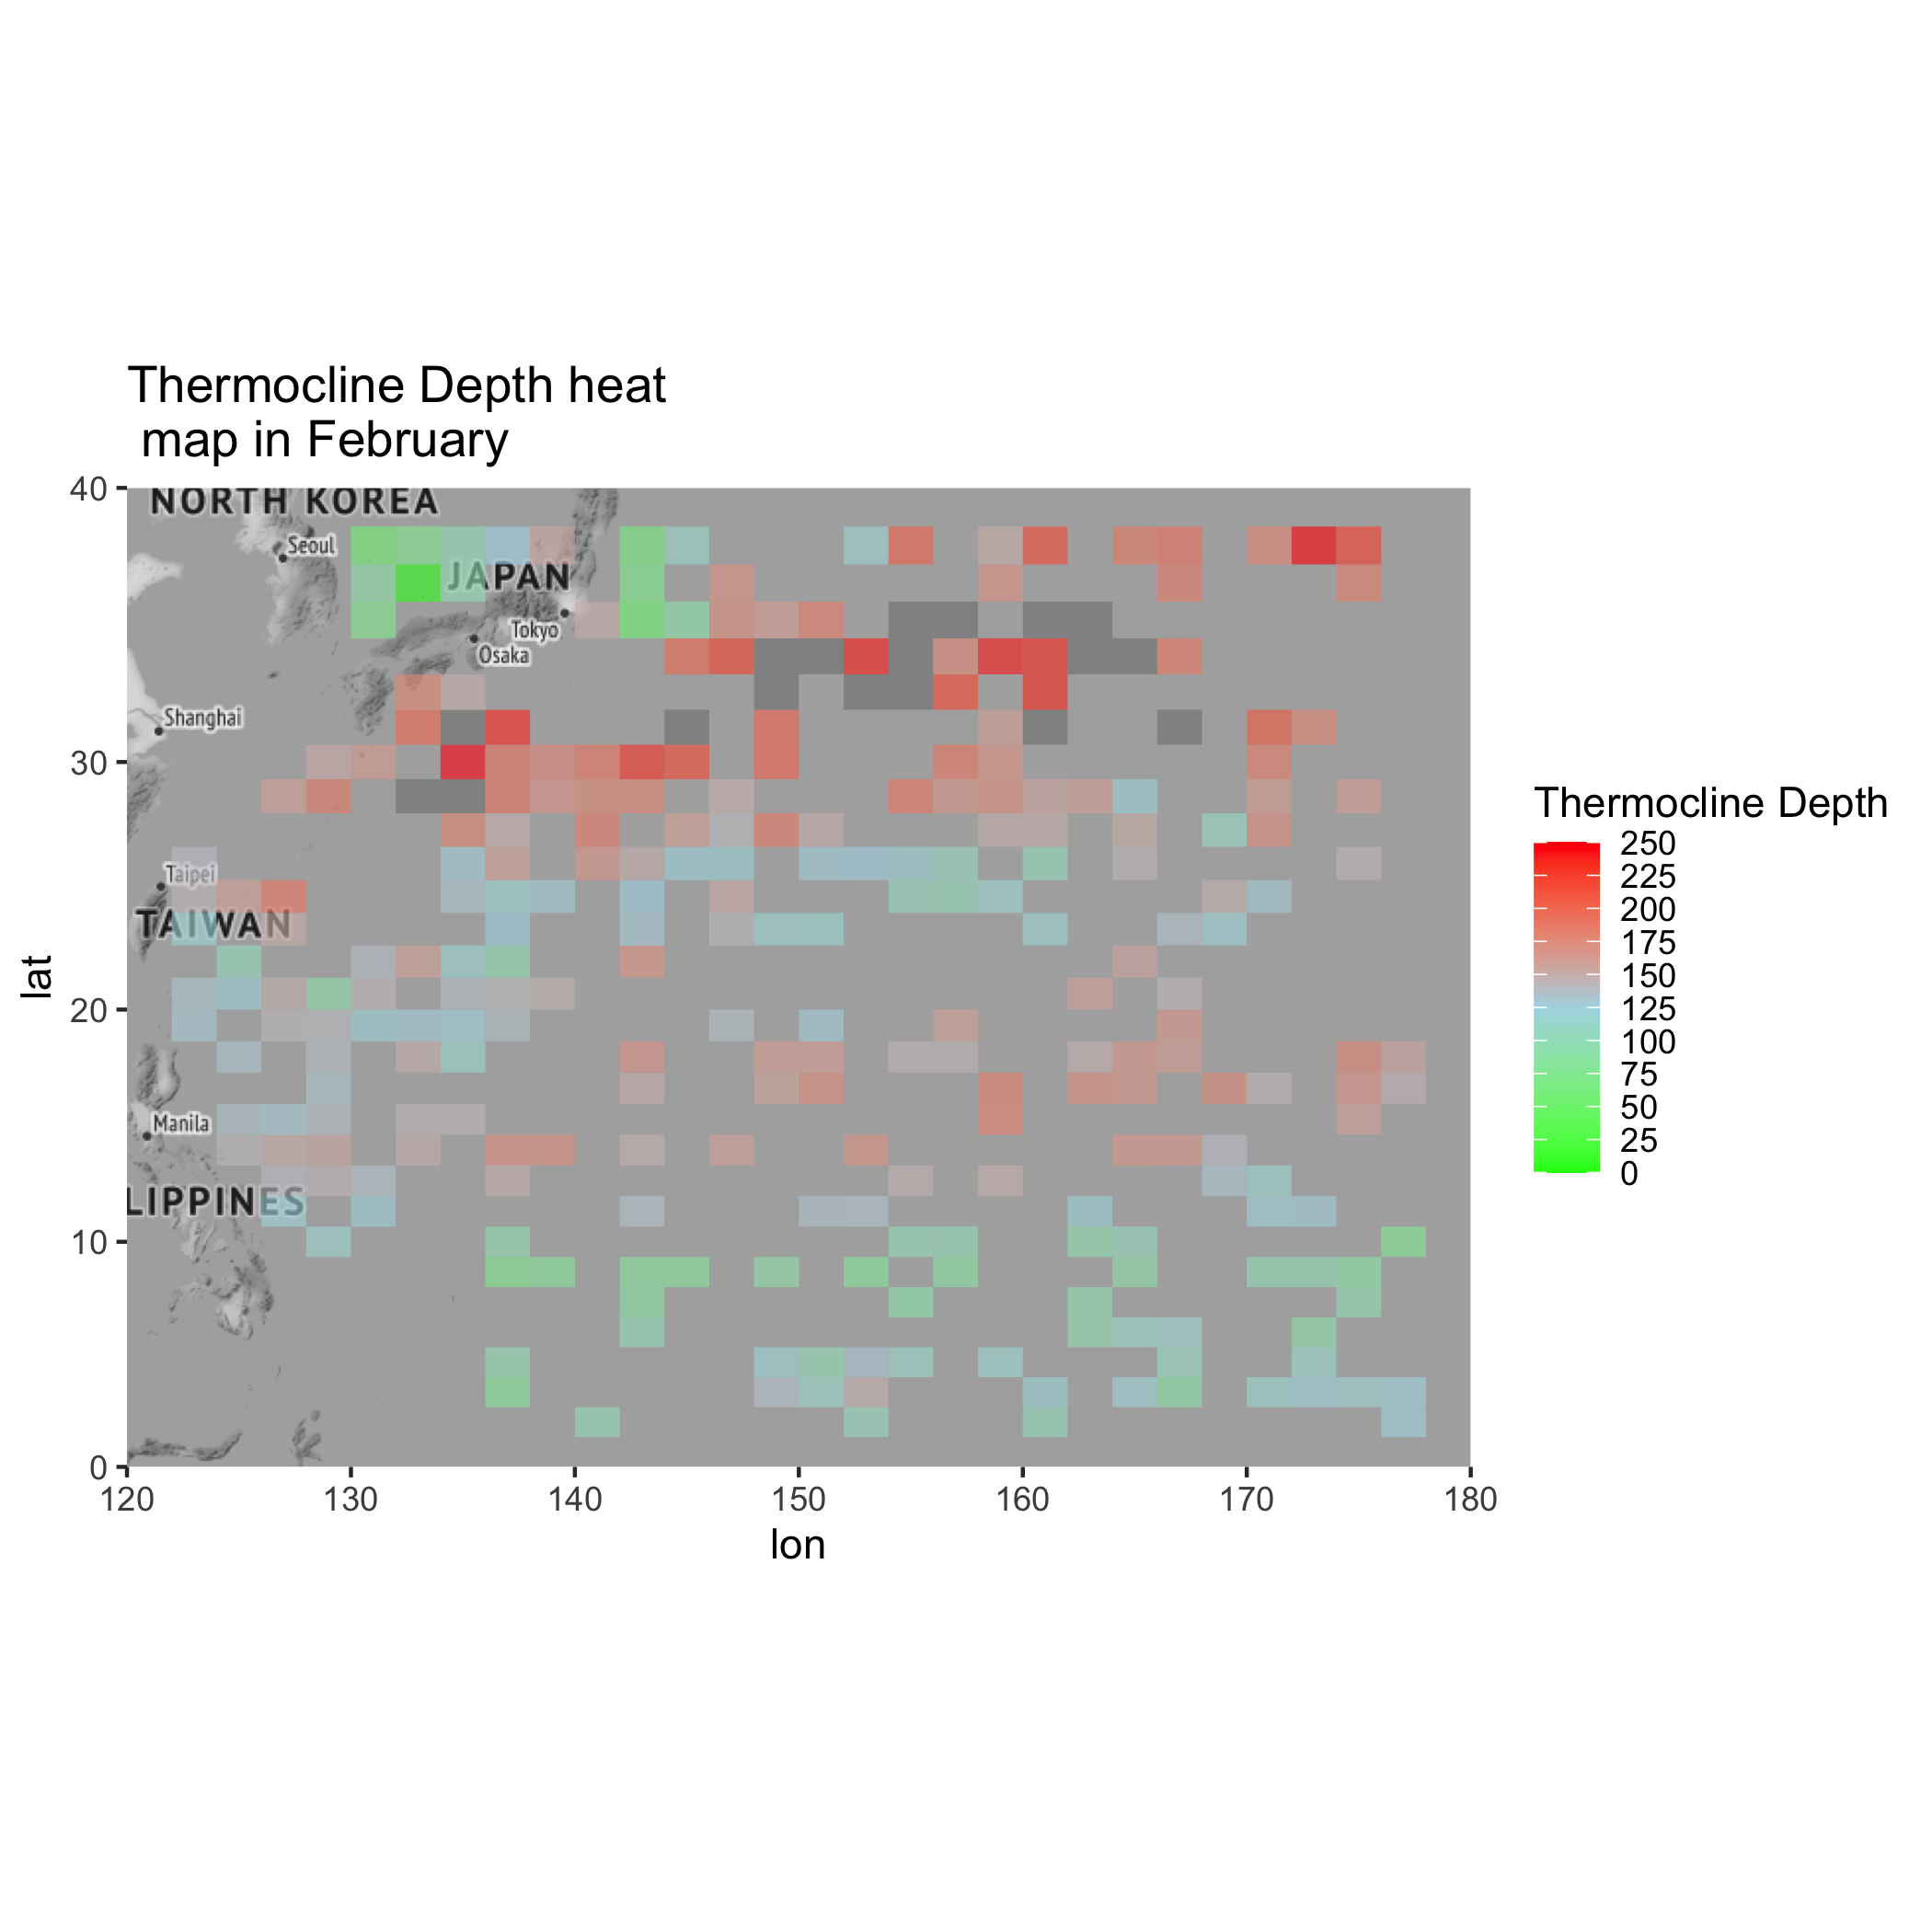 Thermocline Depth heat
map in February
40
NORTH KOREA
Seoul
JAPAN
Tokyo
Osaka
Shanghai
30
Taipei
TAIWAN
20
Manila
LIPPINES
10
0
120 130 140 150 160 170 180
lon
lat
Thermocline Depth
250
225
200
175
150
125
100
75
50
25
0